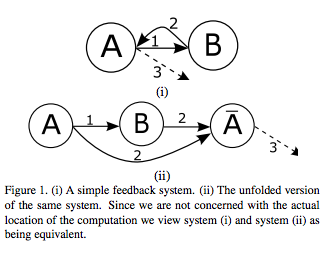 2
A 1 B
3
(i)
A 1 B 2 Ā
2 3
(ii)
Figure 1. (i) A simple feedback system. (ii) The unfolded version
of the same system. Since we are not concerned with the actual
location of the computation we view system (i) and system (ii) as
being equivalent.